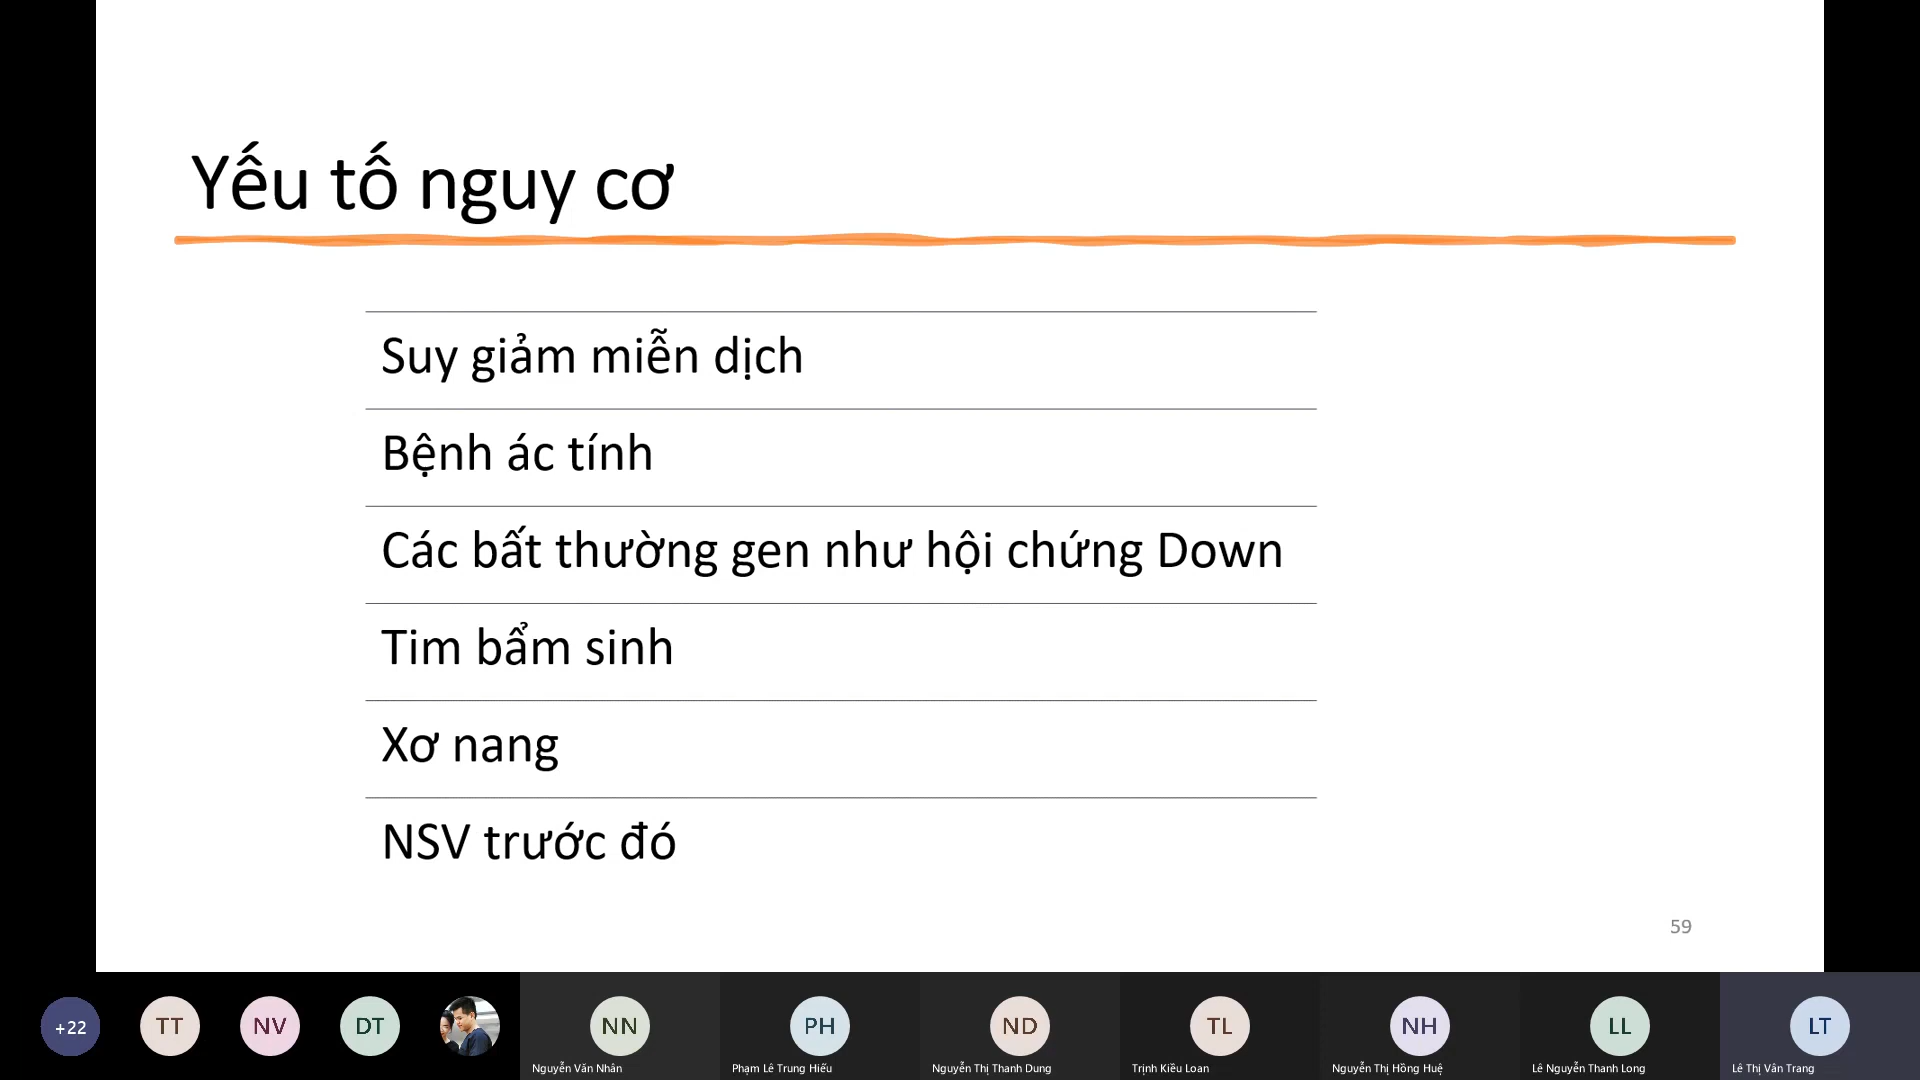 Yếu tố nguy cơ
Suy giảm miễn dịch
Bệnh ác tính
Các bất thường gen như hội chứng Down
Tim bẩm sinh
Xơ nang
NSV trước đó
59
+22
TT
NV
DT
NN
PH
ND
TL
NH
LL
LT
Nguyễn Văn Nhân
Phạm Lê Trung Hiếu
Nguyễn Thị Thanh Dung
Trịnh Kiều Loan
Nguyễn Thị Hồng Huệ
Lê Nguyễn Thanh Long
Lê Thị Vân Trang